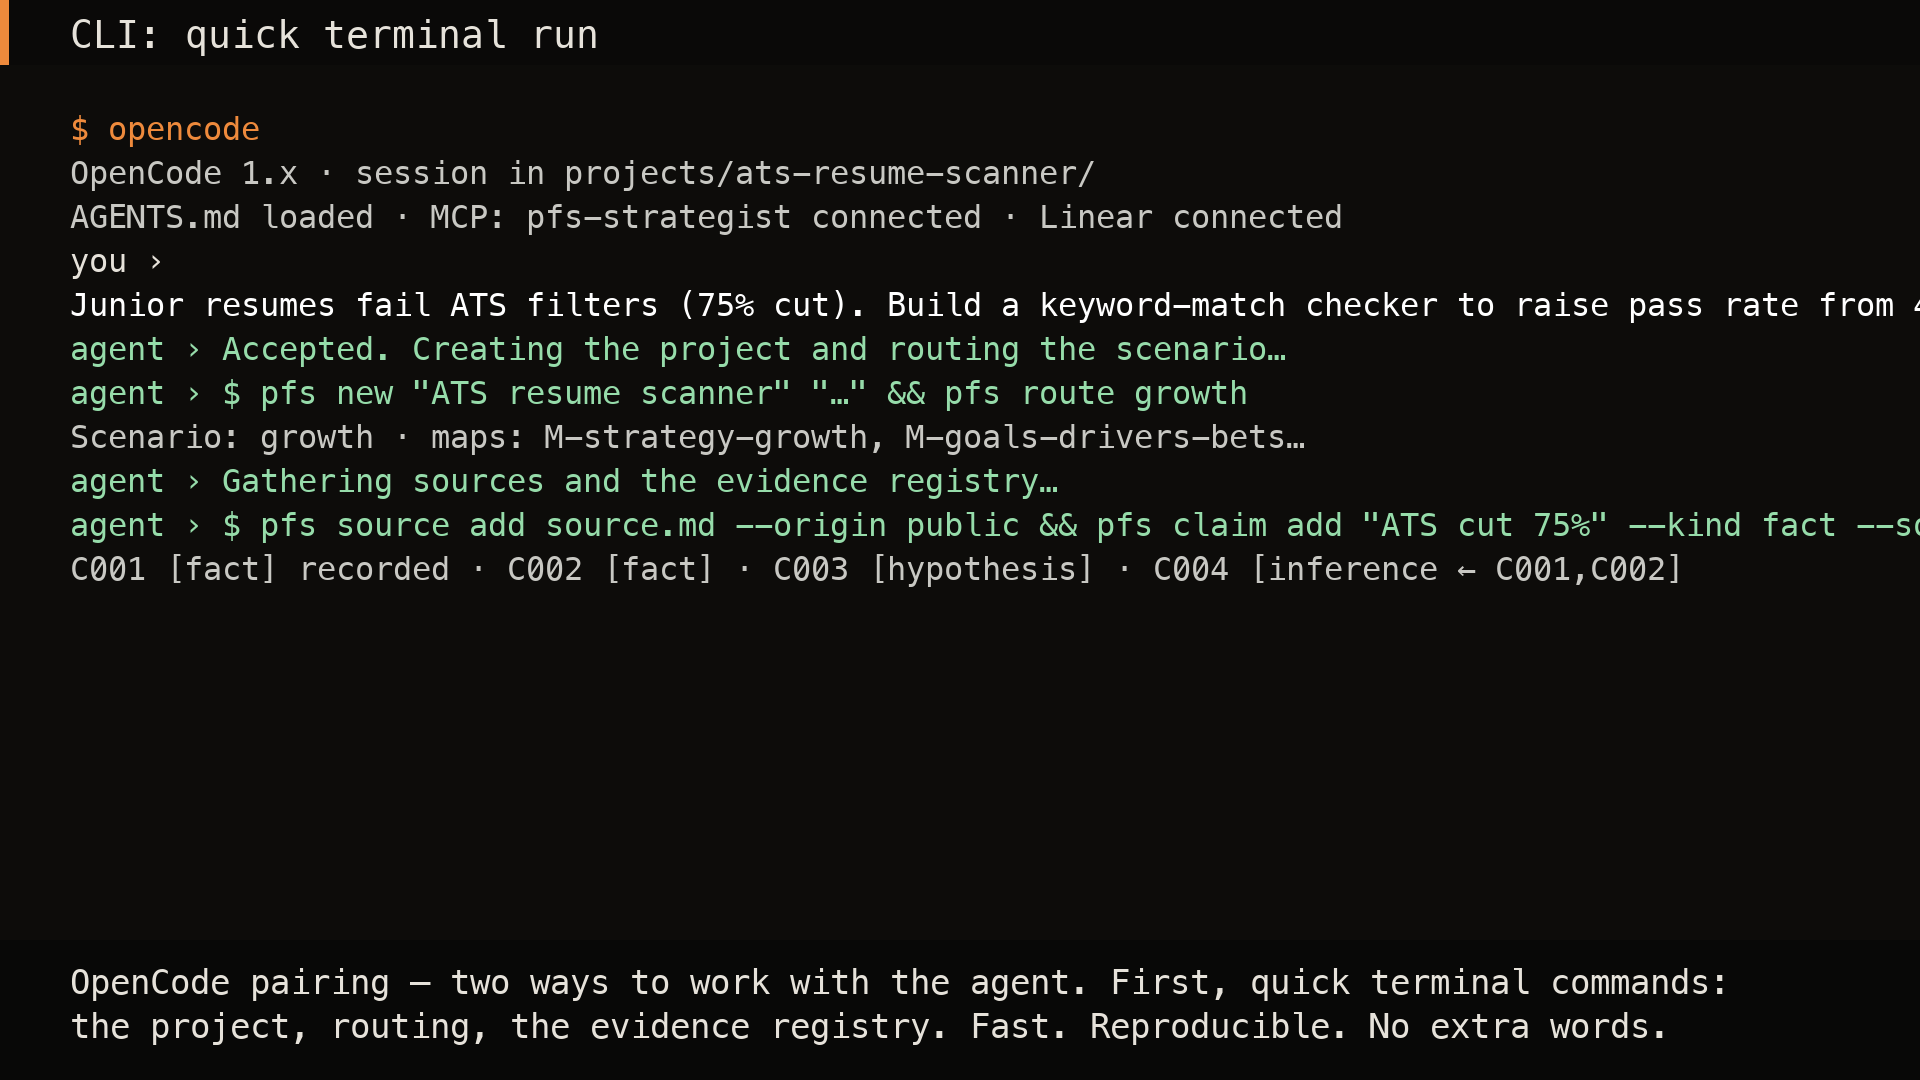 CLI: quick terminal run
$ opencode
OpenCode 1.x · session in projects/ats-resume-scanner/
AGENTS.md loaded · MCP: pfs-strategist connected · Linear connected
you ›
Junior resumes fail ATS filters (75% cut). Build a keyword-match checker to raise pass rate from
agent › Accepted. Creating the project and routing the scenario…
agent › $ pfs new "ATS resume scanner" "…" && pfs route growth
Scenario: growth · maps: M-strategy-growth, M-goals-drivers-bets…
agent › Gathering sources and the evidence registry…
agent › $ pfs source add source.md --origin public && pfs claim add "ATS cut 75%" --kind fact
C001 [fact] recorded · C002 [fact] · C003 [hypothesis] · C004 [inference ← C001,C002]
OpenCode pairing — two ways to work with the agent. First, quick terminal commands:
the project, routing, the evidence registry. Fast. Reproducible. No extra words.